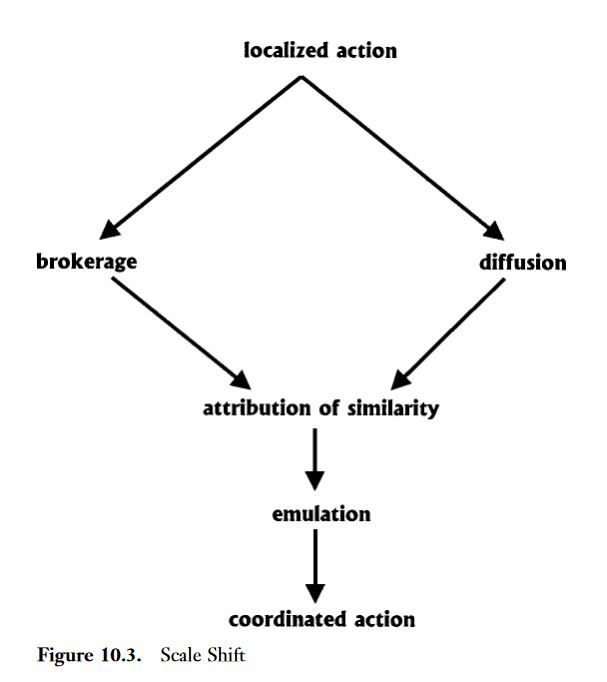 localized action
brokerage
diffusion
attribution of similarity
emulation
coordinated action
Figure 10.3. Scale Shift